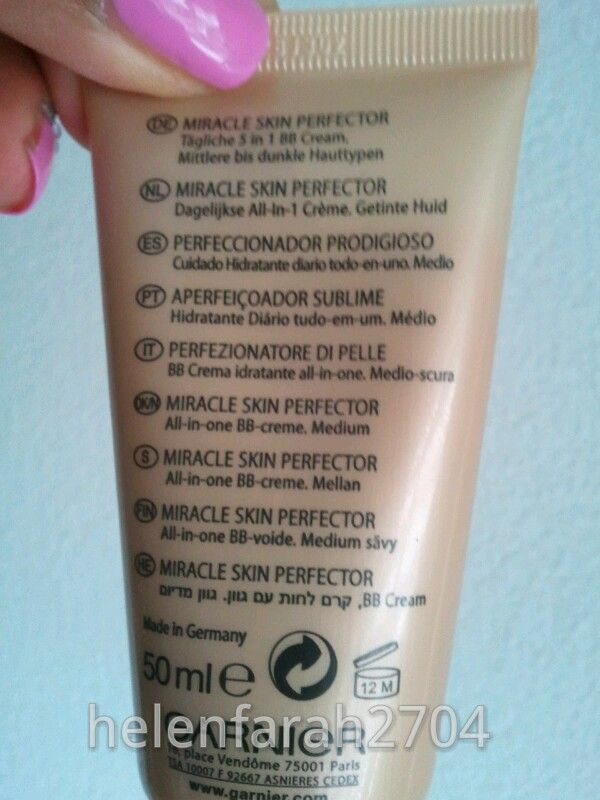 DE MIRACLE SKIN PERFECTOR
Tägliche 5 in 1 BB Cream.
Mittlere bis dunkle Hauttypen
NL MIRACLE SKIN PERFECTOR
Dagelijkse All-In-1 Crème. Getinte Huid
ES PERFECCIONADOR PRODIGIOSO
Cuidado Hidratante diario todo-en-uno. Medio
PT APERFEIÇOADOR SUBLIME
Hidratante Diário tudo-em-um. Médio
IT PERFEZIONATORE DI PELLE
BB Crema idratante all-in-one. Medio-scura
DK/N MIRACLE SKIN PERFECTOR
All-in-one BB-creme. Medium
S MIRACLE SKIN PERFECTOR
All-in-one BB-creme. Mellan
FIN MIRACLE SKIN PERFECTOR
All-in-one BB-voide. Medium sävy
HE MIRACLE SKIN PERFECTOR
BB Cream, קרם לחות עם גוון. גוון מדיום
Made in Germany
50 ml e
12 M
GARNIER
helenfarah2704
place Vendôme 75001 Paris
TSA 10007 F 92667 ASNIERES CEDEX
www.garnier.com